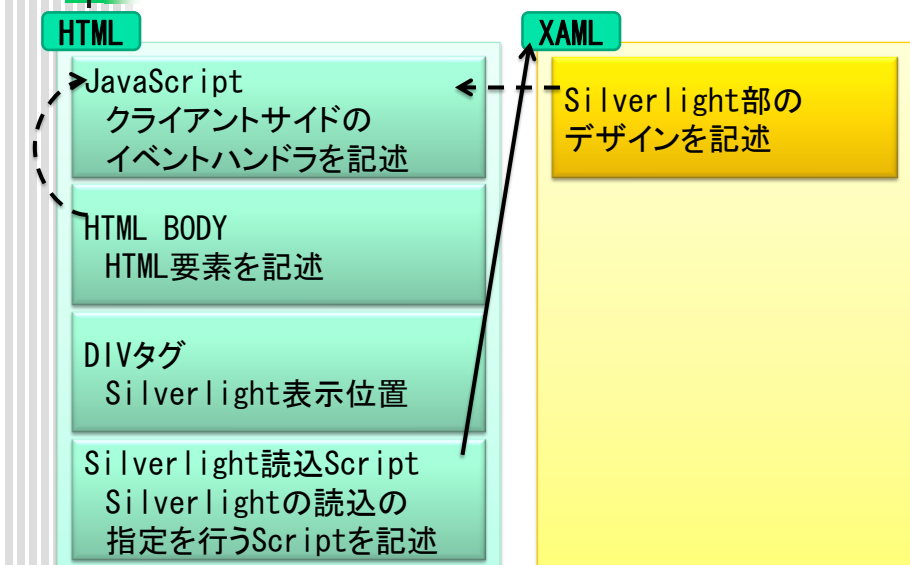 HTML
JavaScript
クライアントサイドの
イベントハンドラを記述
HTML BODY
HTML要素を記述
DIVタグ
Silverlight表示位置
Silverlight読込Script
Silverlightの読込の
指定を行うScriptを記述
XAML
Silverlight部の
デザインを記述